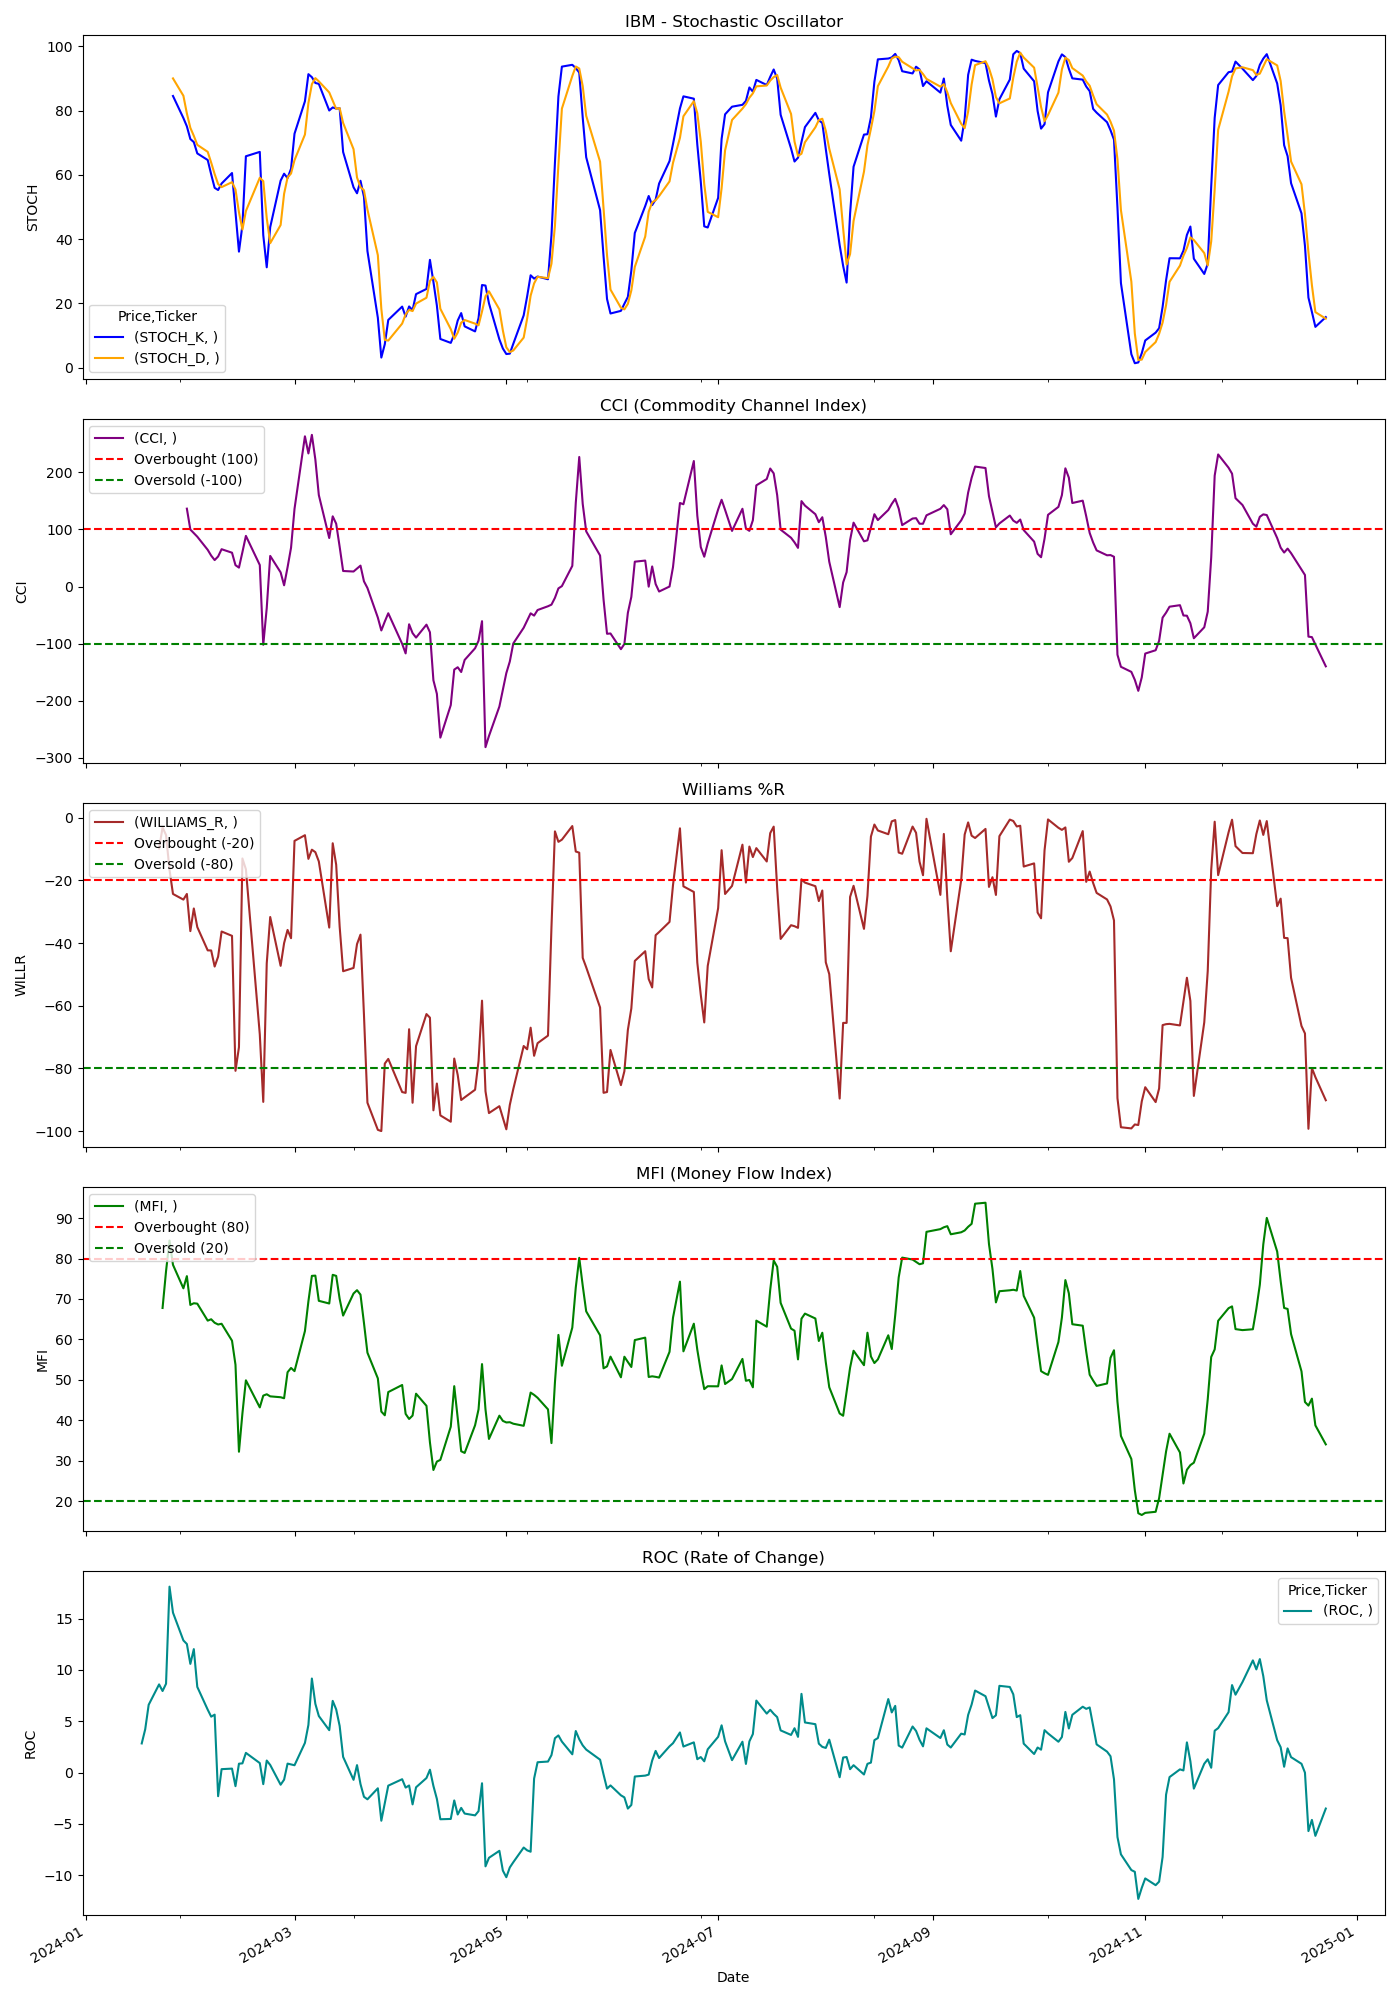 IBM - Stochastic Oscillator
100
80
60
40
20
0
STOCH
Price,Ticker
(STOCH_K, )
(STOCH_D, )
CCI (Commodity Channel Index)
200
100
0
−100
−200
−300
CCI
(CCI, )
Overbought (100)
Oversold (-100)
Williams %R
0
−20
−40
−60
−80
−100
WILLR
(WILLIAMS_R, )
Overbought (-20)
Oversold (-80)
MFI (Money Flow Index)
90
80
70
60
50
40
30
20
MFI
(MFI, )
Overbought (80)
Oversold (20)
ROC (Rate of Change)
15
10
5
0
−5
−10
ROC
Price,Ticker
(ROC, )
2024-01
2024-03
2024-05
2024-07
2024-09
2024-11
2025-01
Date